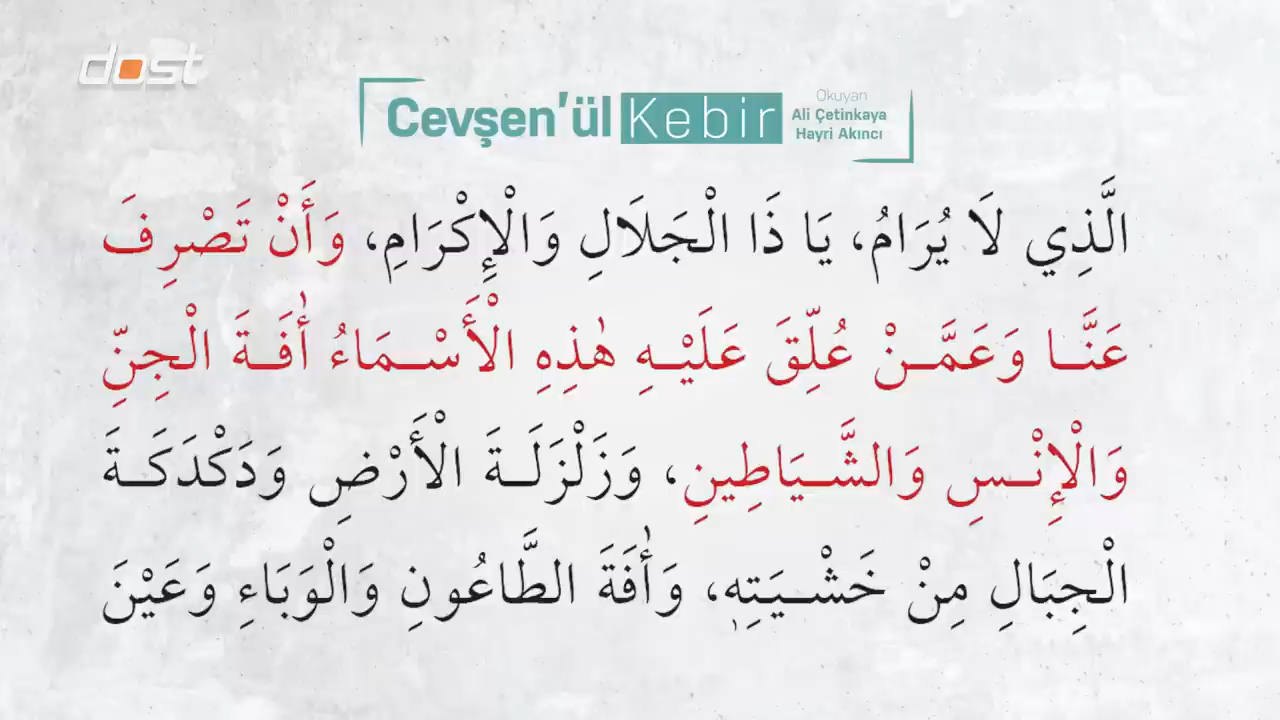 dost
Cevşen'ül Kebir
Okuyan
Ali Çetinkaya
Hayri Akıncı
الَّذِي لَا يُرَامُ، يَا ذَا الْجَلَالِ وَالْإِكْرَامِ، وَأَنْ تَصْرِفَ
عَنَّا وَعَمَّنْ عُلِّقَ عَلَيْهِ هٰذِهِ الْأَسْمَاءُ أٰفَةَ الْجِنِّ
وَالْإِنْسِ وَالشَّيَاطِينِ، وَزَلْزَلَةَ الْأَرْضِ وَدَكْدَكَةَ
الْجِبَالِ مِنْ خَشْيَتِهٖ، وَأٰفَةَ الطَّاعُونِ وَالْوَبَاءِ وَعَيْنَ